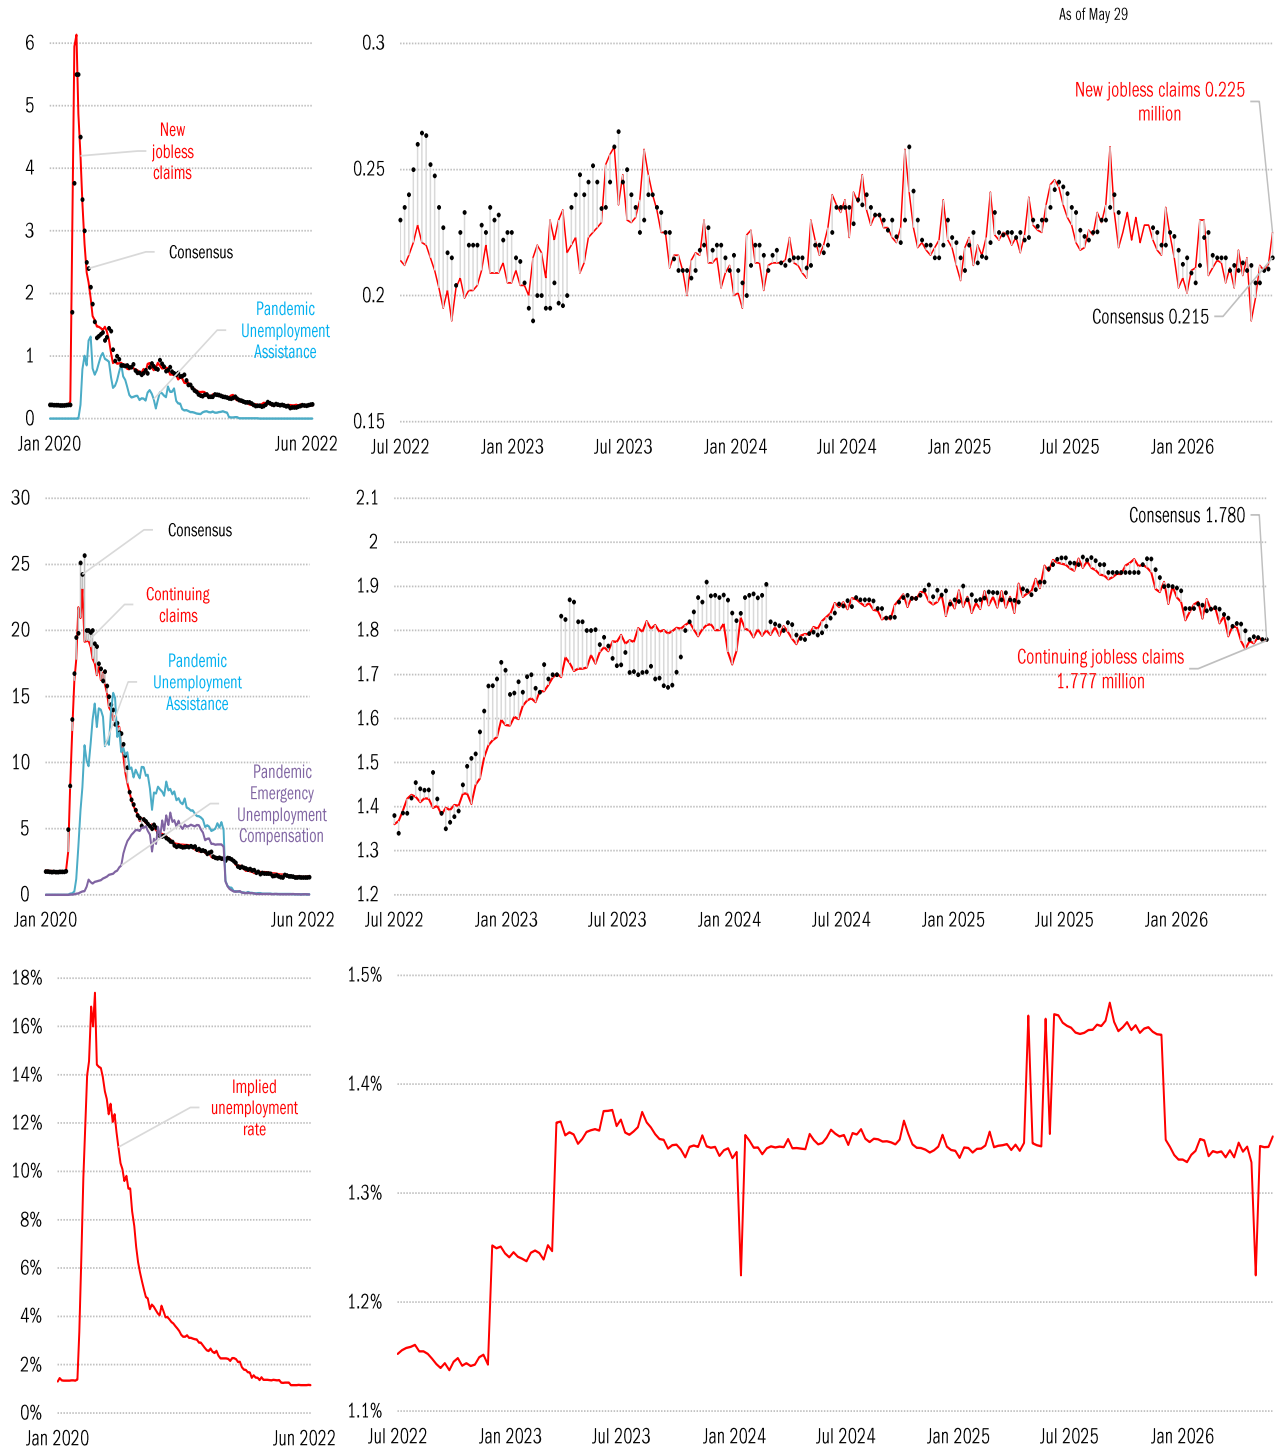 As of May 29
6
5
4
3
2
1
0
Jan 2020
Jun 2022
New
jobless
claims
Consensus
Pandemic
Unemployment
Assistance
0.3
0.25
0.2
0.15
Jul 2022
Jan 2023
Jul 2023
Jan 2024
Jul 2024
Jan 2025
Jul 2025
Jan 2026
New jobless claims 0.225
million
Consensus 0.215
30
25
20
15
10
5
0
Jan 2020
Jun 2022
Consensus
Continuing
claims
Pandemic
Unemployment
Assistance
Pandemic
Emergency
Unemployment
Compensation
2.1
2
1.9
1.8
1.7
1.6
1.5
1.4
1.3
1.2
Jul 2022
Jan 2023
Jul 2023
Jan 2024
Jul 2024
Jan 2025
Jul 2025
Jan 2026
Consensus 1.780
Continuing jobless claims
1.777 million
18%
16%
14%
12%
10%
8%
6%
4%
2%
0%
Jan 2020
Jun 2022
Implied
unemployment
rate
1.5%
1.4%
1.3%
1.2%
1.1%
Jul 2022
Jan 2023
Jul 2023
Jan 2024
Jul 2024
Jan 2025
Jul 2025
Jan 2026